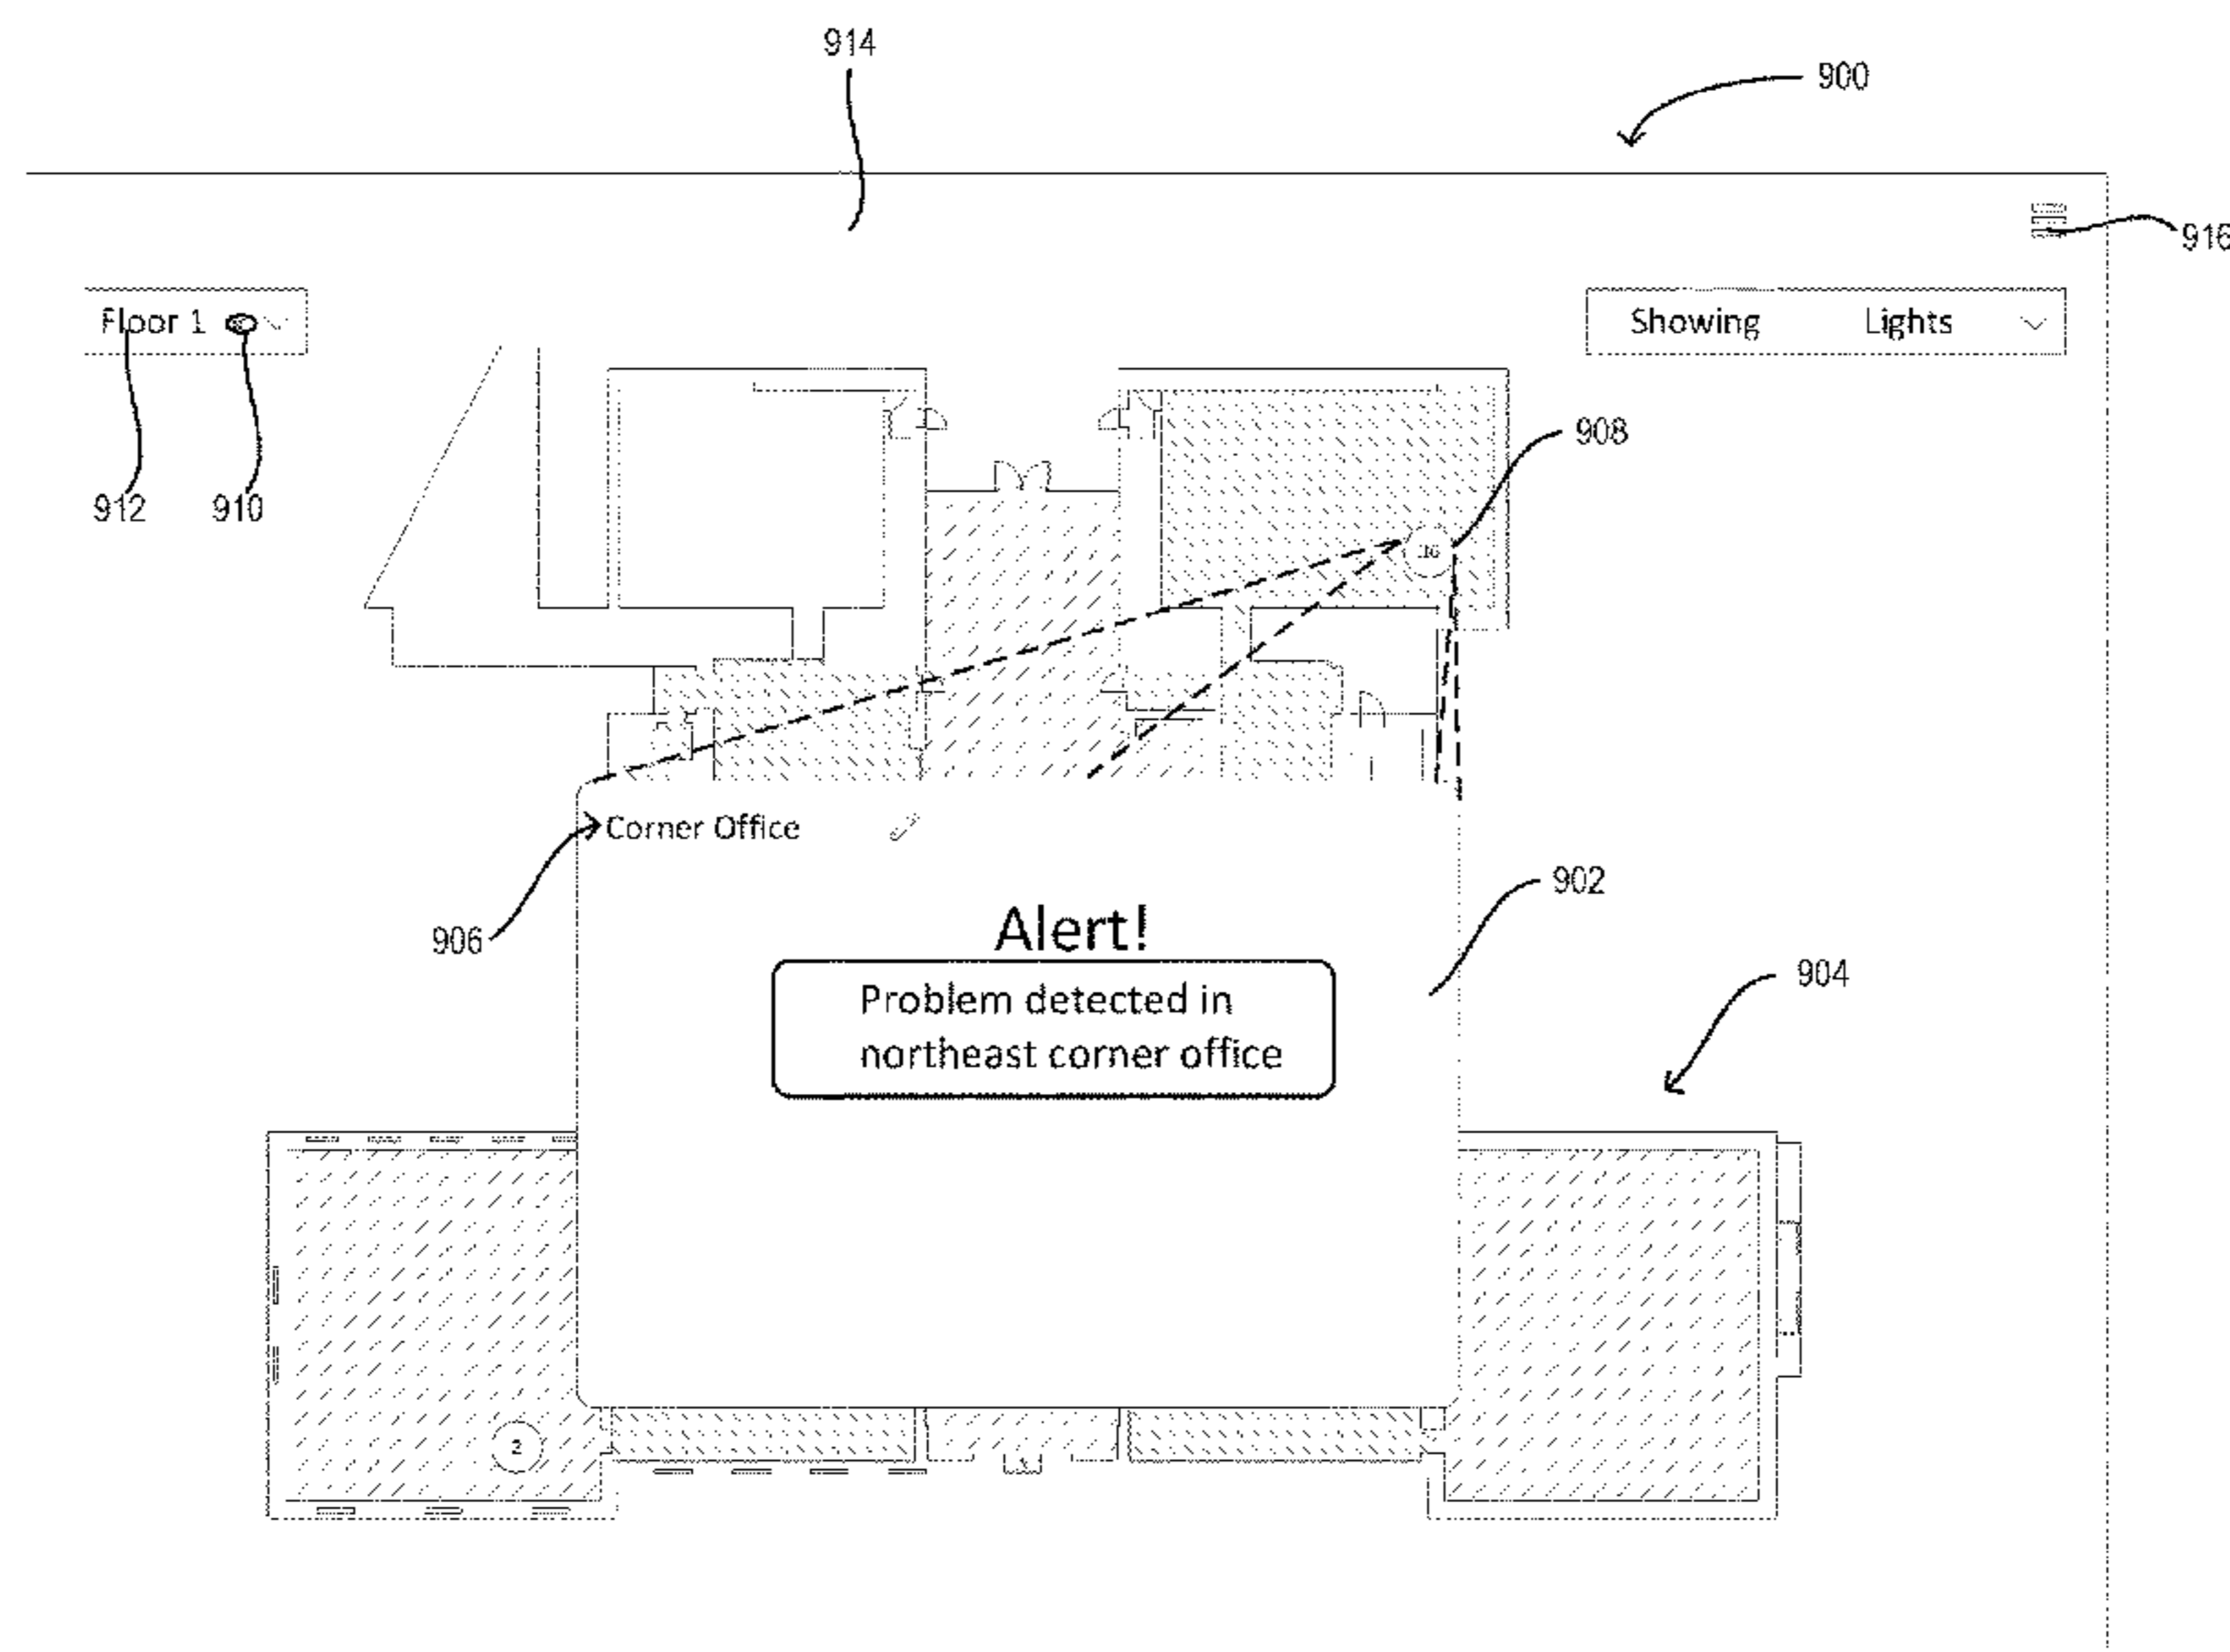 914
900
916
Floor 1
Showing Lights
908
912
910
Corner Office
902
906
Alert!
904
Problem detected in
northeast corner office
2